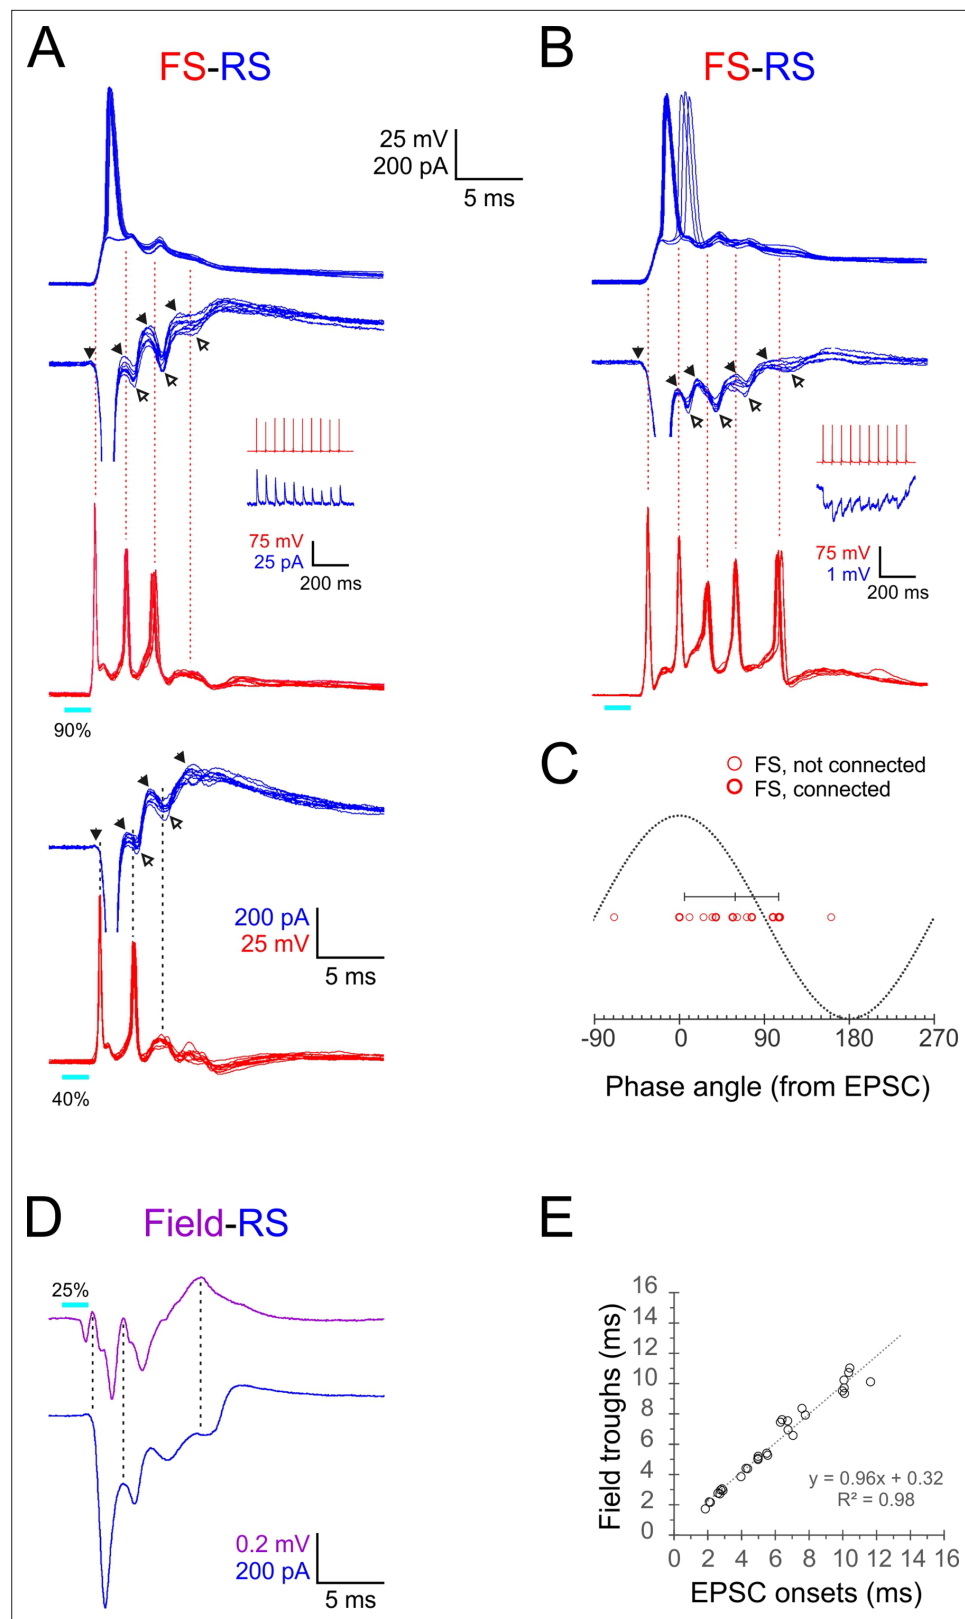 A
FS-RS
B
FS-RS
25 mV
200 pA
5 ms
75 mV
25 pA
200 ms
75 mV
1 mV
200 ms
90%
200 pA
25 mV
5 ms
40%
C
FS, not connected
FS, connected
-90 0 90 180 270
Phase angle (from EPSC)
D
Field-RS
25%
0.2 mV
200 pA
5 ms
E
16
14
12
10
8
6
4
2
0
Field troughs (ms)
y = 0.96x + 0.32
R² = 0.98
0 2 4 6 8 10 12 14 16
EPSC onsets (ms)